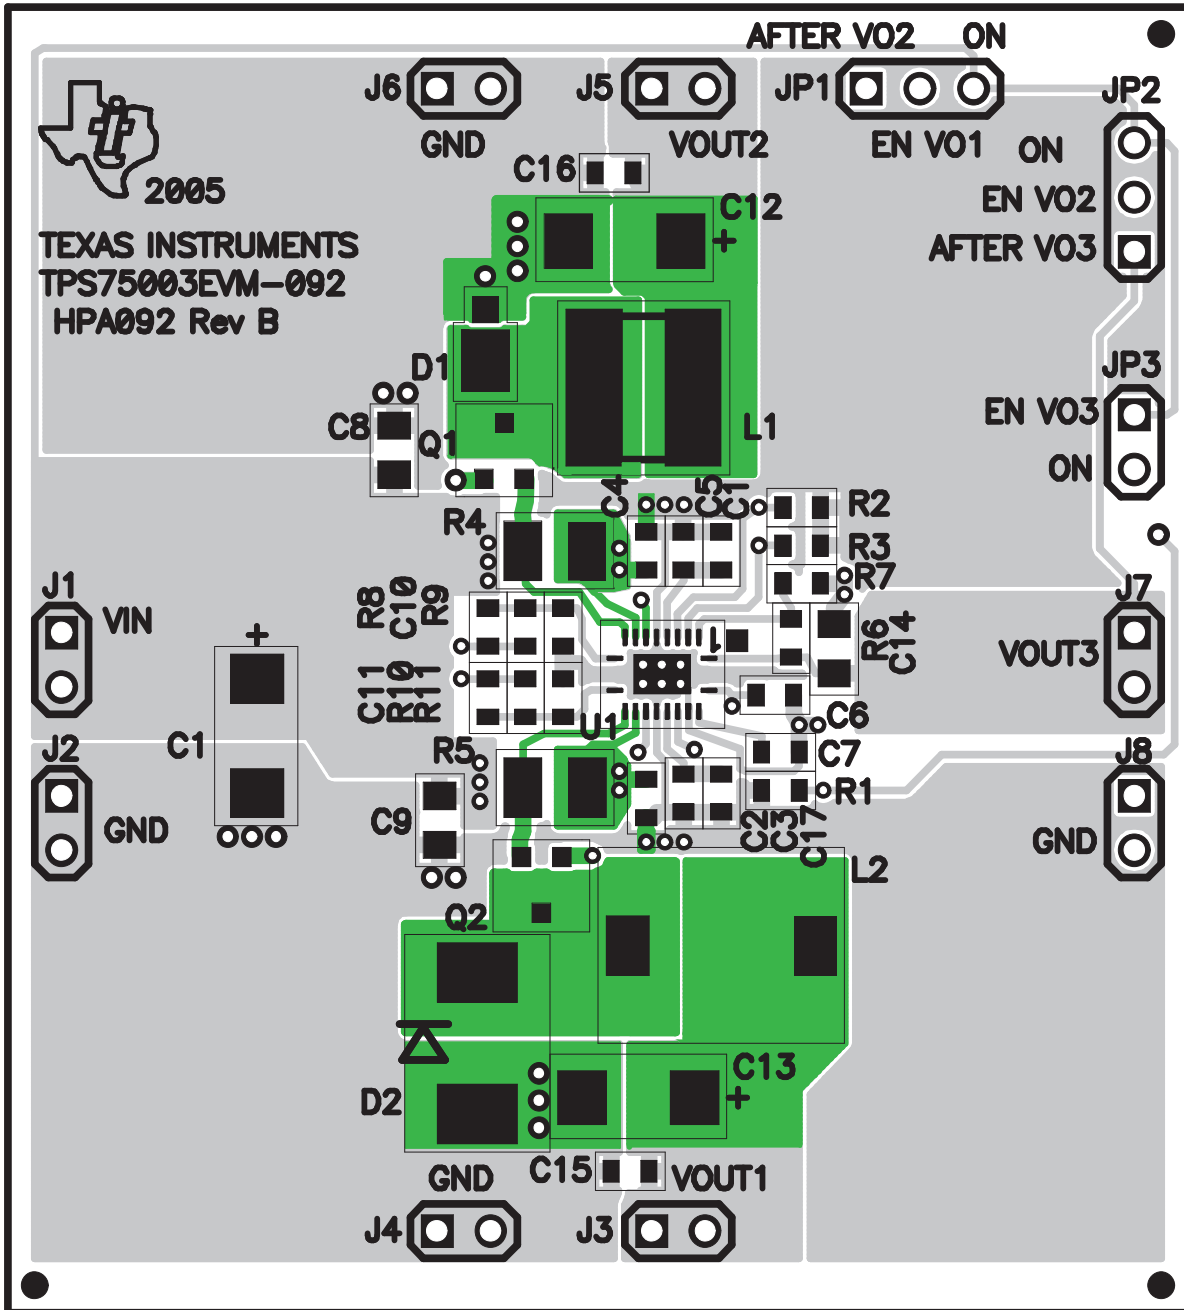 AFTER VO2 ON
J6
J5
JP1
JP2
GND
VOUT2
EN VO1
ON
C16
2005
EN VO2
C12
+
AFTER VO3
TEXAS INSTRUMENTS
TPS75003EVM-092
HPA092 Rev B
D1
JP3
C8
Q1
L1
EN VO3
ON
C4
C5
C1
R2
R4
R3
R7
J1
VIN
R8
C10
R9
J7
+
1
R6
C14
VOUT3
C11
R10
R11
U1
C6
C1
J2
R5
C7
J8
R1
GND
C9
C2
C3
C17
GND
L2
Q2
C13
+
D2
C15
GND
VOUT1
J4
J3